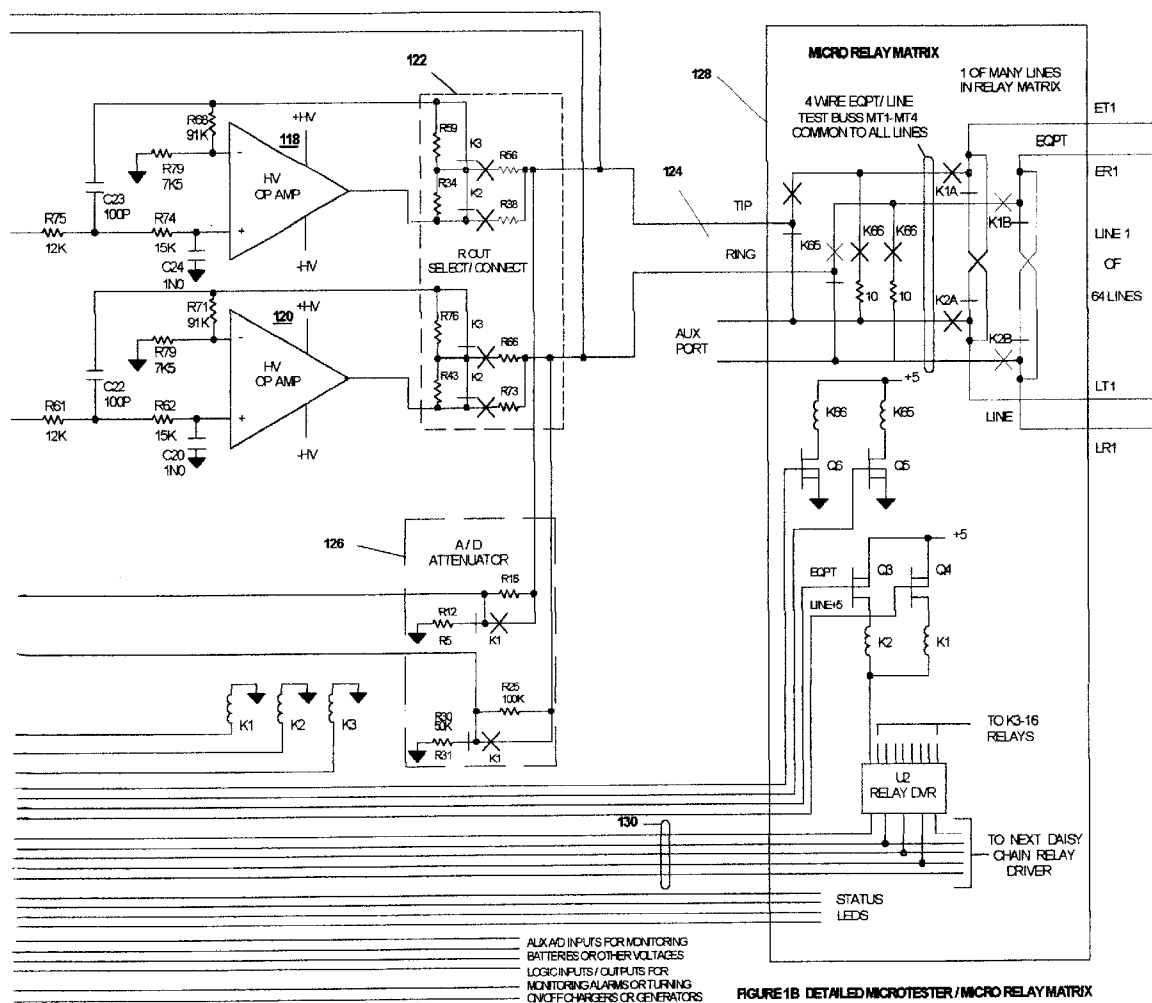 MICRO RELAY MATRIX
122
128
1 OF MANY LINES
IN RELAY MATRIX
4 WIRE EQPT/ LINE
TEST BUSS MT1-MT4
COMMON TO ALL LINES
ET1
EQPT
ER1
LINE 1
OF
64 LINES
LT1
LINE
LR1
+HV
R68
91K
118
R79
7K5
HV
OP AMP
C23
100P
R75
12K
R74
15K
C24
1N0
-HV
R59
K3
R56
R34
K2
R38
R OUT
SELECT/ CONNECT
124
TIP
RING
K65
K66
K66
10
10
K1A
K1B
K2A
K2B
AUX
PORT
+HV
R71
91K
120
R79
7K5
HV
OP AMP
C22
100P
R61
12K
R62
15K
C20
1N0
-HV
R76
K3
R66
R43
K2
R73
+5
K66
K65
Q6
Q5
126
A / D
ATTENUATOR
R16
R12
R5
K1
R25
100K
R30
50K
R31
K1
K1
K2
K3
+5
EQPT
Q3
Q4
LINE+5
K2
K1
TO K3-16
RELAYS
U2
RELAY DVR
130
TO NEXT DAISY
CHAIN RELAY
DRIVER
STATUS
LEDS
AUX A/D INPUTS FOR MONITORING
BATTERIES OR OTHER VOLTAGES
LOGIC INPUTS / OUTPUTS FOR
MONITORING ALARMS OR TURNING
ON/OFF CHARGERS OR GENERATORS
FIGURE 1B DETAILED MICROTESTER / MICRO RELAY MATRIX